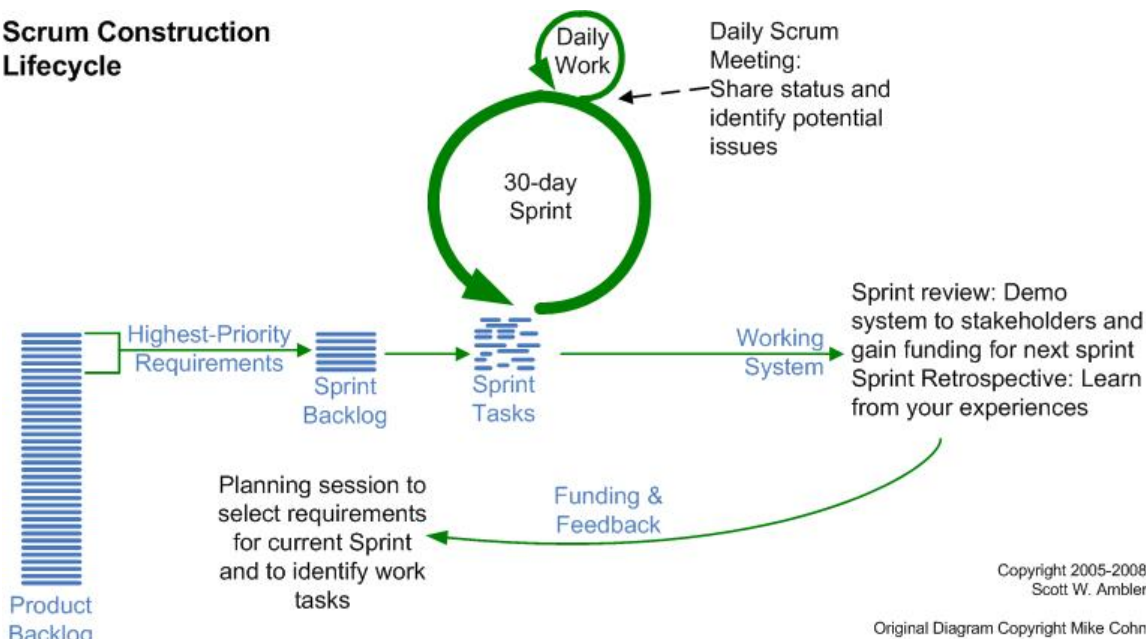 Scrum Construction
Lifecycle
Daily
Work
Daily Scrum
Meeting:
Share status and
identify potential
issues
30-day
Sprint
Highest-Priority
Requirements
Sprint
Backlog
Sprint
Tasks
Working
System
Sprint review: Demo
system to stakeholders and
gain funding for next sprint
Sprint Retrospective: Learn
from your experiences
Planning session to
select requirements
for current Sprint
and to identify work
tasks
Funding &
Feedback
Product
Backlog
Copyright 2005-2008
Scott W. Ambler
Original Diagram Copyright Mike Cohn